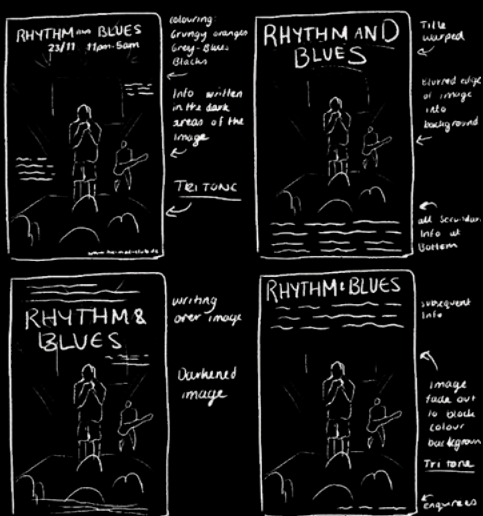 RHYTHM AND BLUES
23/11 11pm-5am
colouring:
Grungy oranges
Grey-Blues
Blacks
Info written
in the dark
areas of the
image
TRI TONE
RHYTHM AND
BLUES
Title
warped
Blurred edge
of image
into
background
all secundary
Info at
Bottom
RHYTHM &
BLUES
writing
over image
Darkened
image
RHYTHM & BLUES
subsequent
Info
image
fade out
to block
colour
background
Tri tone
enquirees